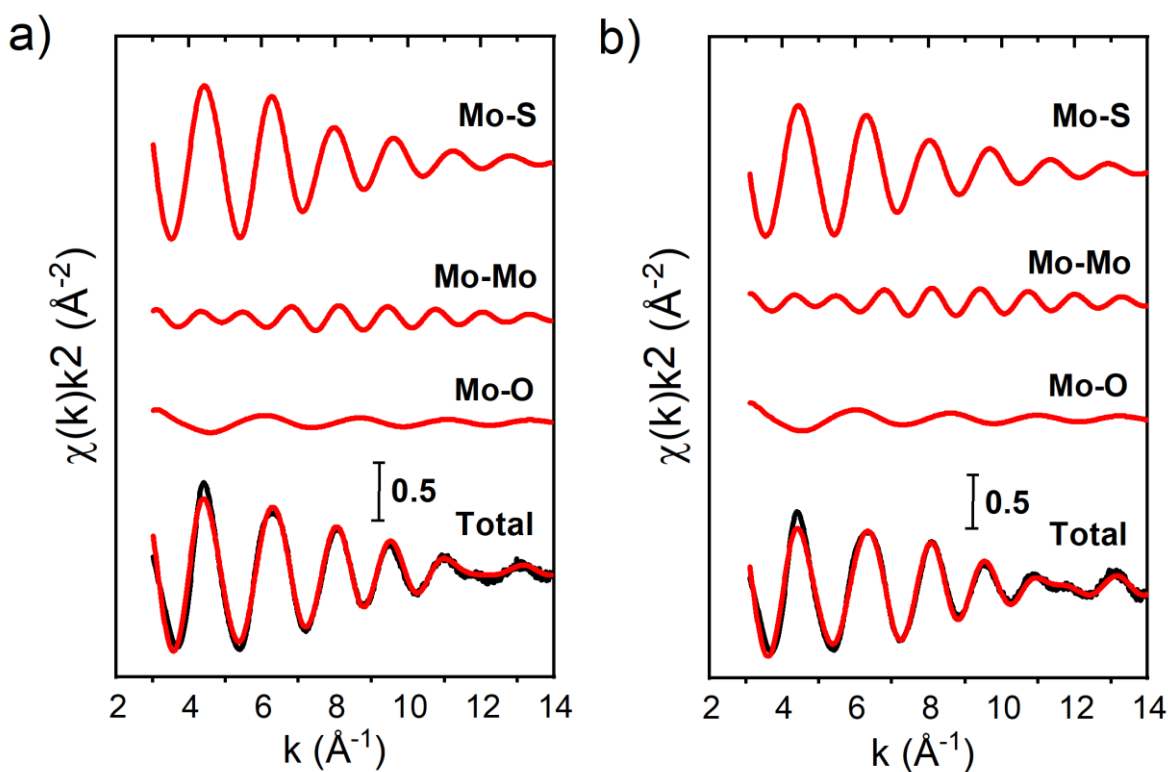 a)
χ(k)k2 (Å⁻²)
Mo-S
Mo-Mo
Mo-O
0.5
Total
2 4 6 8 10 12 14
k (Å⁻¹)
b)
χ(k)k2 (Å⁻²)
Mo-S
Mo-Mo
Mo-O
0.5
Total
2 4 6 8 10 12 14
k (Å⁻¹)